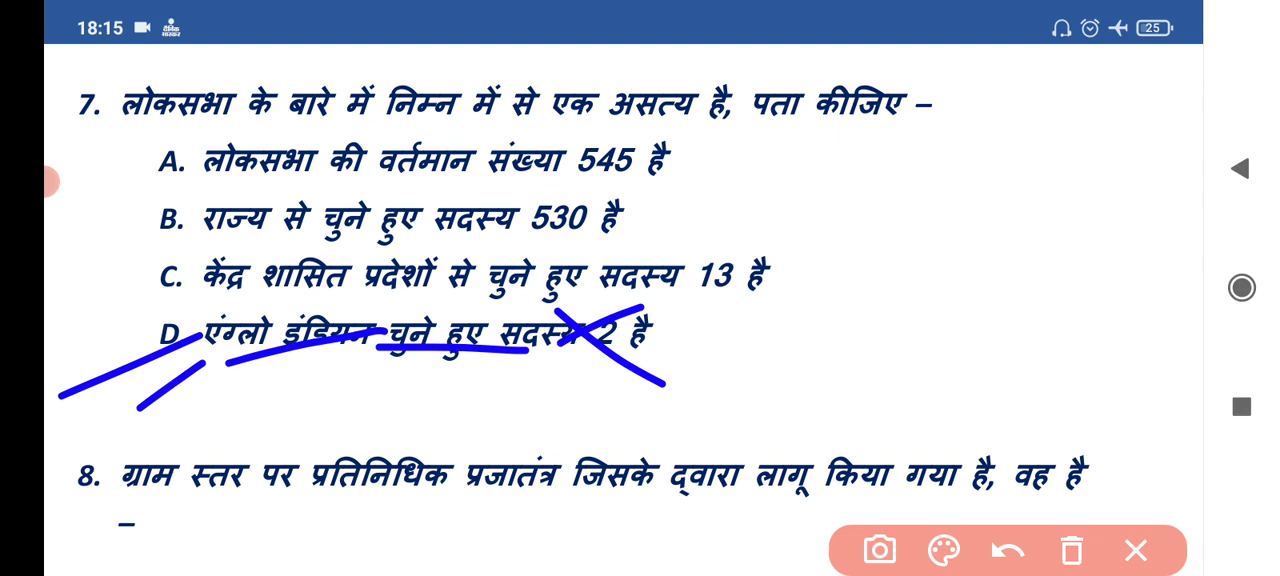 18:15
25
7. लोकसभा के बारे में निम्न में से एक असत्य है, पता कीजिए –
A. लोकसभा की वर्तमान संख्या 545 है
B. राज्य से चुने हुए सदस्य 530 है
C. केंद्र शासित प्रदेशों से चुने हुए सदस्य 13 है
D. एंग्लो इंडियन चुने हुए सदस्य 2 है
8. ग्राम स्तर पर प्रतिनिधिक प्रजातंत्र जिसके द्वारा लागू किया गया है, वह है
–